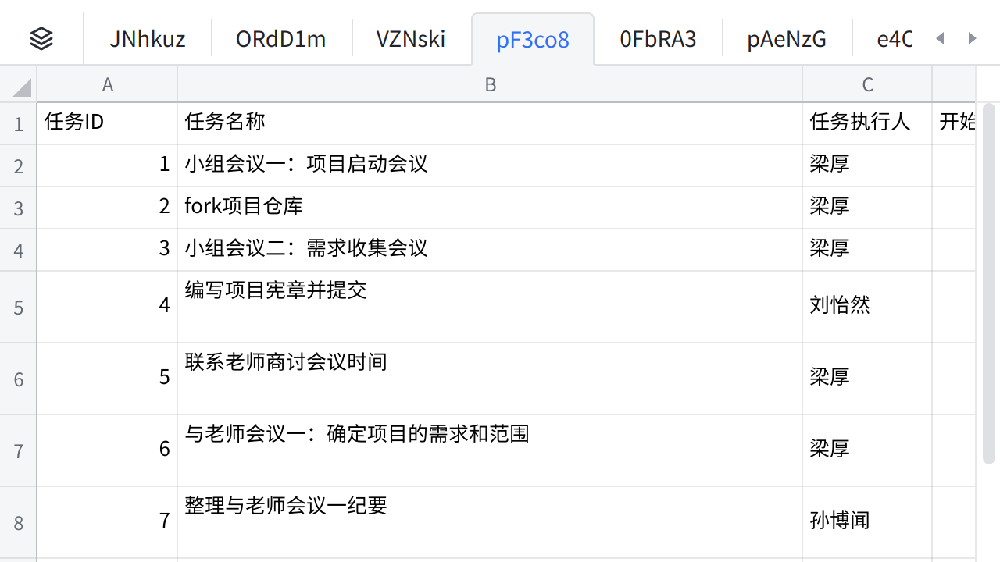 JNhkuz ORdD1m VZNski pF3co8 0FbRA3 pAeNzG e4C
A B C
1 任务ID 任务名称 任务执行人 开始
2 1 小组会议一：项目启动会议 梁厚
3 2 fork项目仓库 梁厚
4 3 小组会议二：需求收集会议 梁厚
5 4 编写项目宪章并提交 刘怡然
6 5 联系老师商讨会议时间 梁厚
7 6 与老师会议一：确定项目的需求和范围 梁厚
8 7 整理与老师会议一纪要 孙博闻